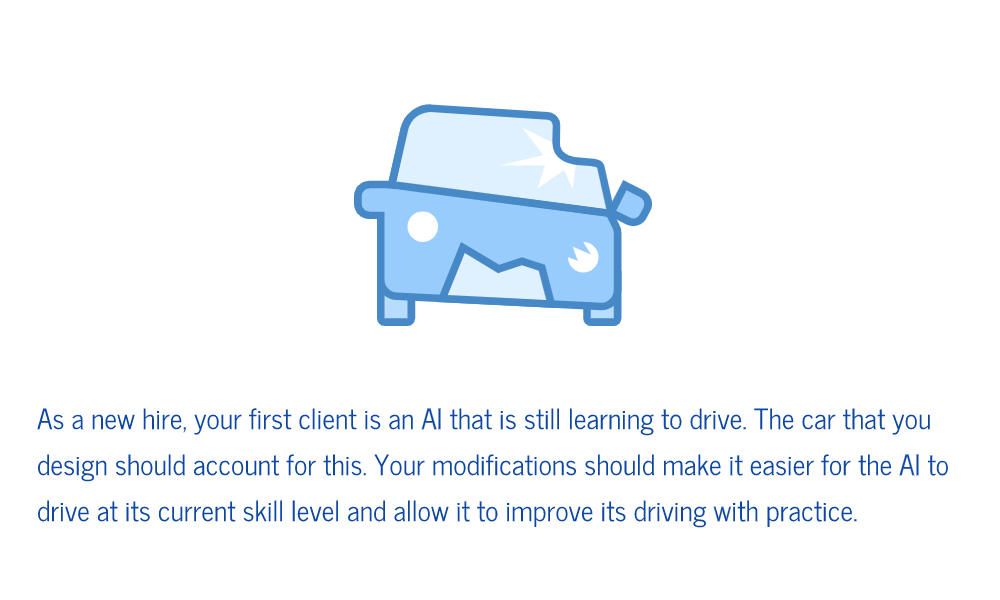 As a new hire, your first client is an AI that is still learning to drive. The car that you
design should account for this. Your modifications should make it easier for the AI to
drive at its current skill level and allow it to improve its driving with practice.